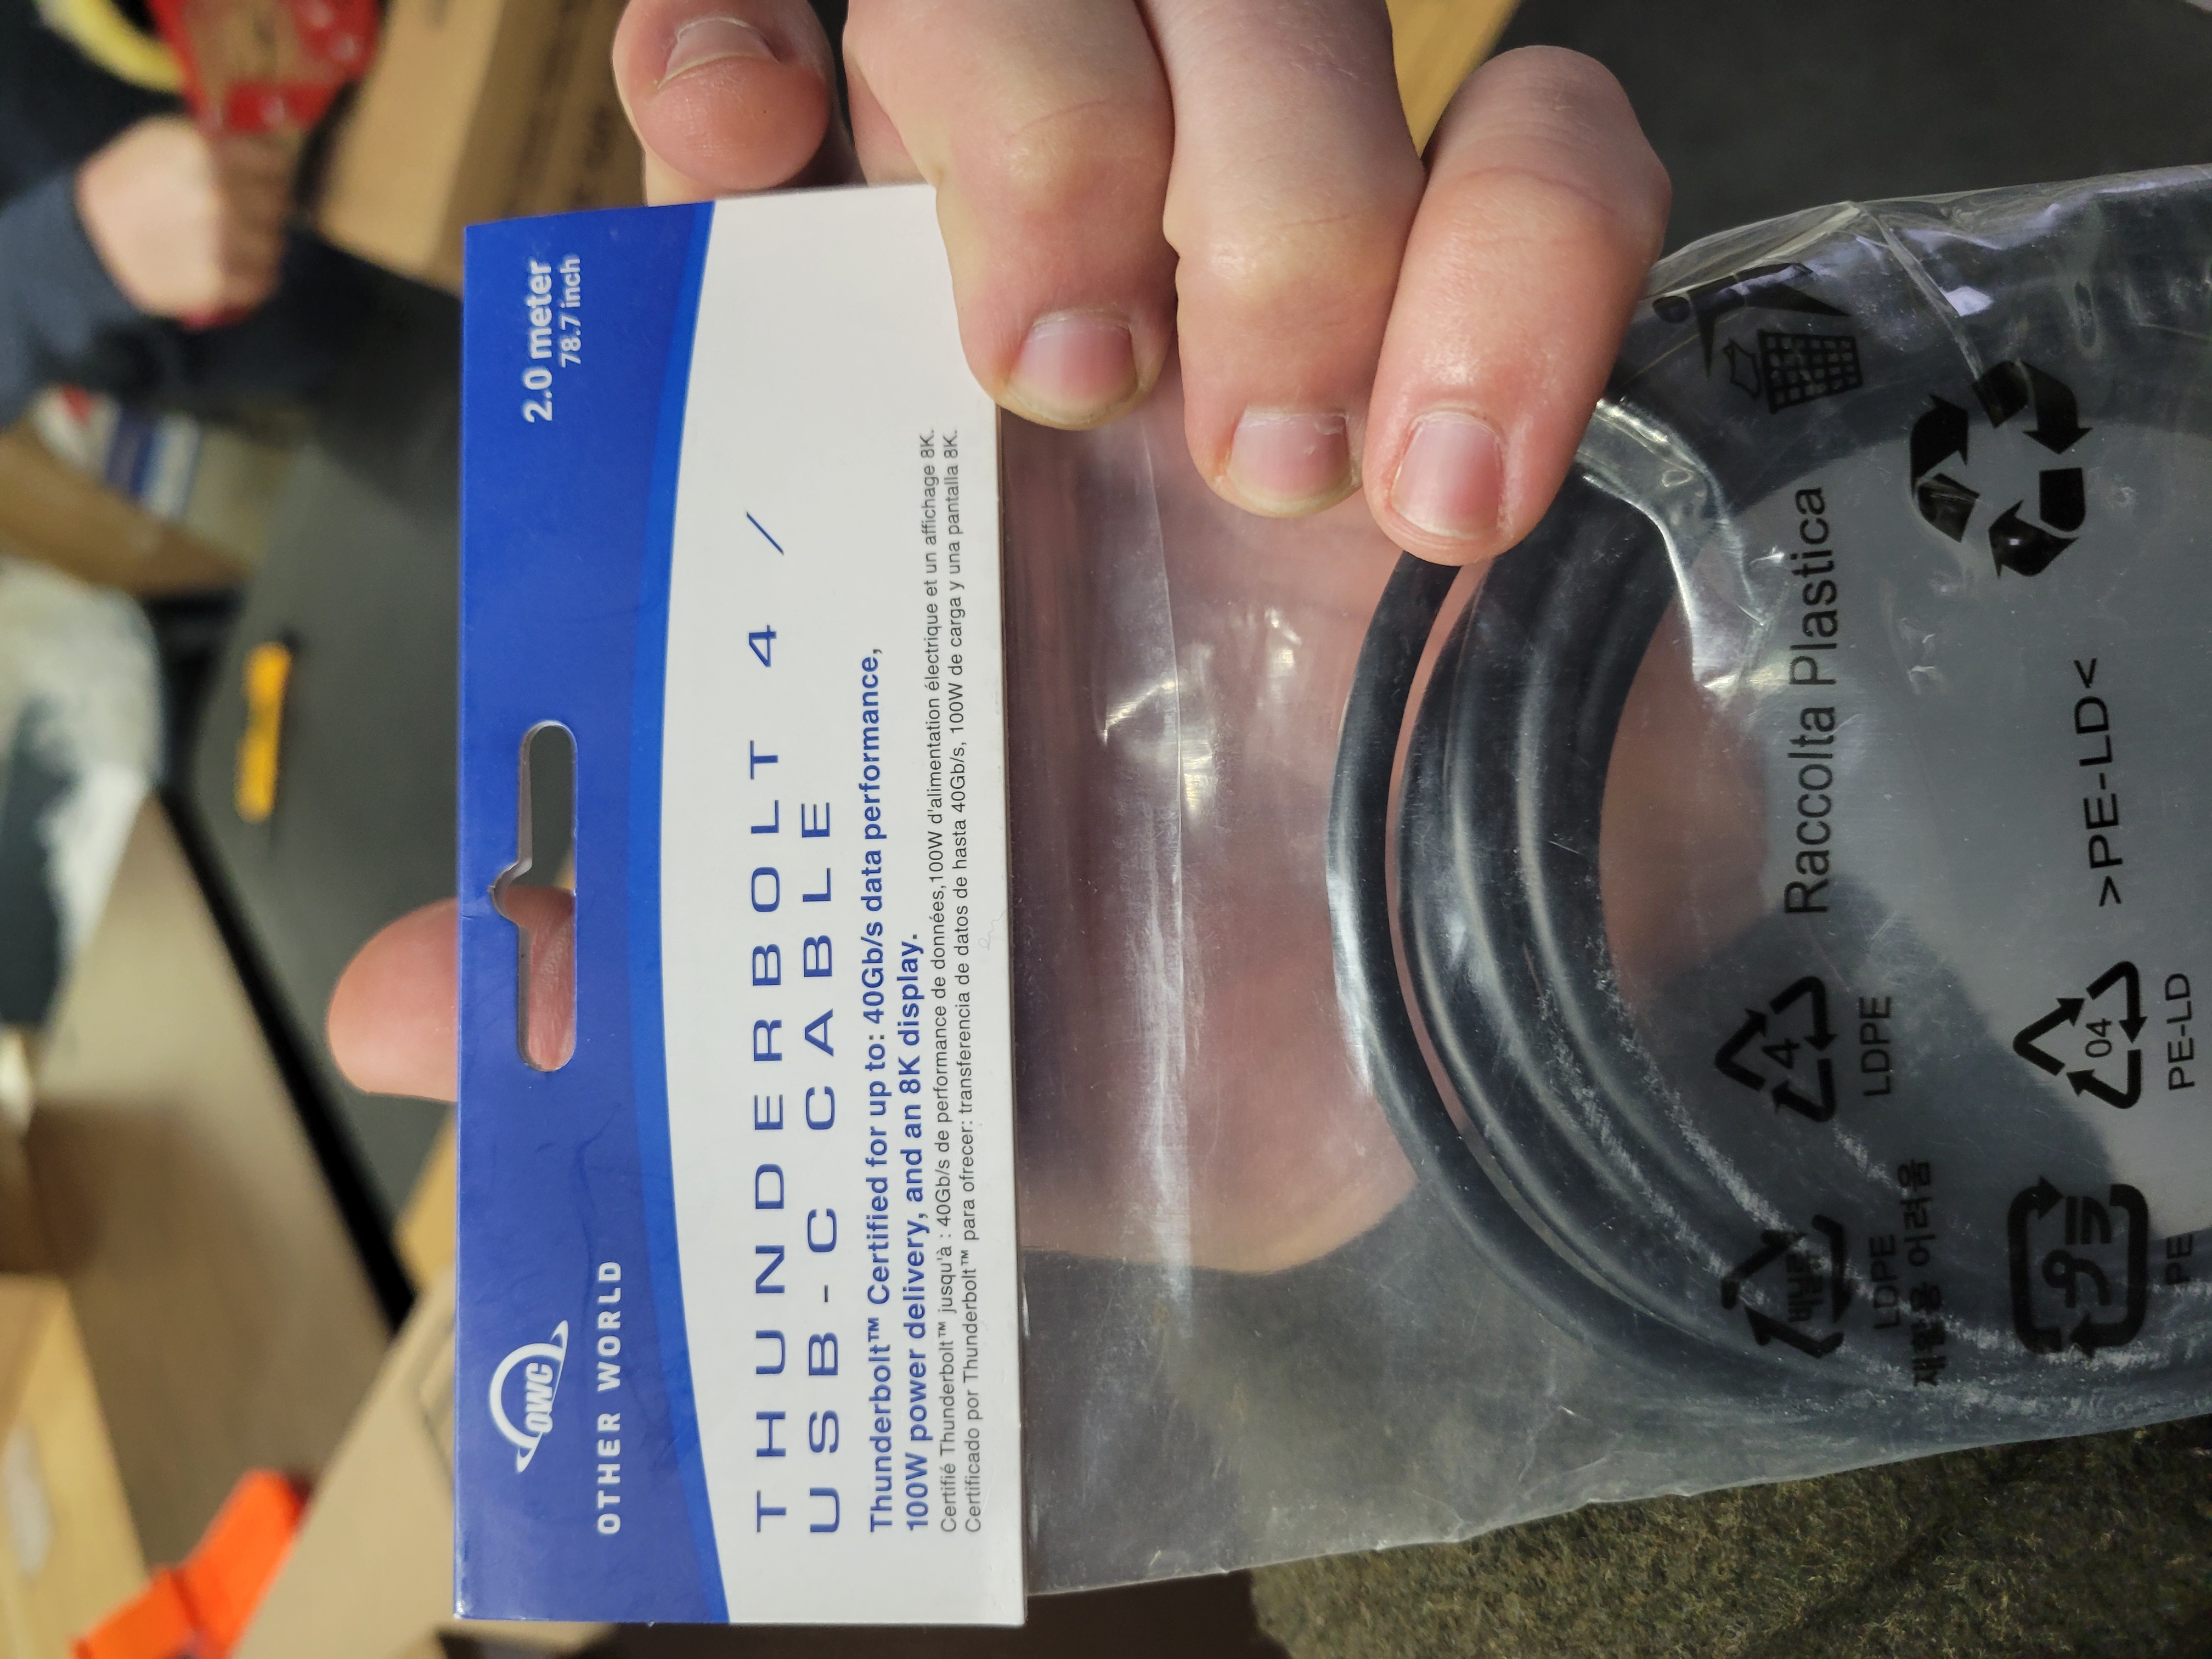 OWC
OTHER WORLD
2.0 meter
78.7 inch
THUNDERBOLT 4 /
USB-C CABLE
Thunderbolt™ Certified for up to: 40Gb/s data performance,
100W power delivery, and an 8K display.
Certifié Thunderbolt™ jusqu'à : 40Gb/s de performance de données,100W d'alimentation électrique et un affichage 8K.
Certificado por Thunderbolt™ para ofrecer: transferencia de datos de hasta 40Gb/s, 100W de carga y una pantalla 8K.
비닐류
LDPE
재활용 어려움
4
LDPE
Raccolta Plastica
PE
04
PE-LD
>PE-LD<